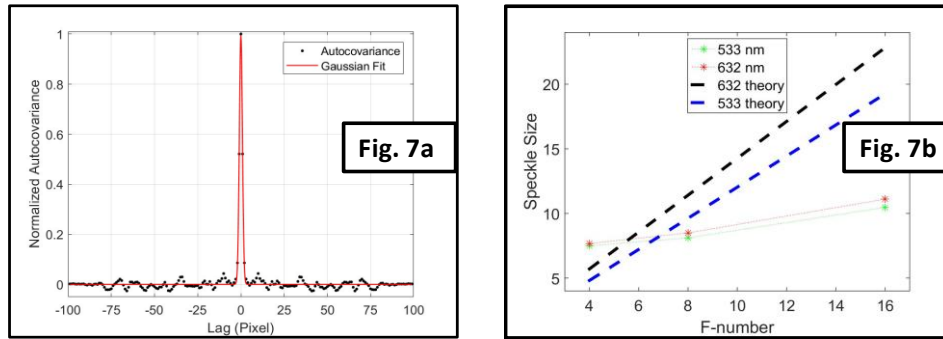 1
0.8
0.6
0.4
0.2
0
-100 -75 -50 -25 0 25 50 75 100
Normalized Autocovariance
Lag (Pixel)
Autocovariance
Gaussian Fit
Fig. 7a
20
15
10
5
4 6 8 10 12 14 16
Speckle Size
F-number
533 nm
632 nm
632 theory
533 theory
Fig. 7b